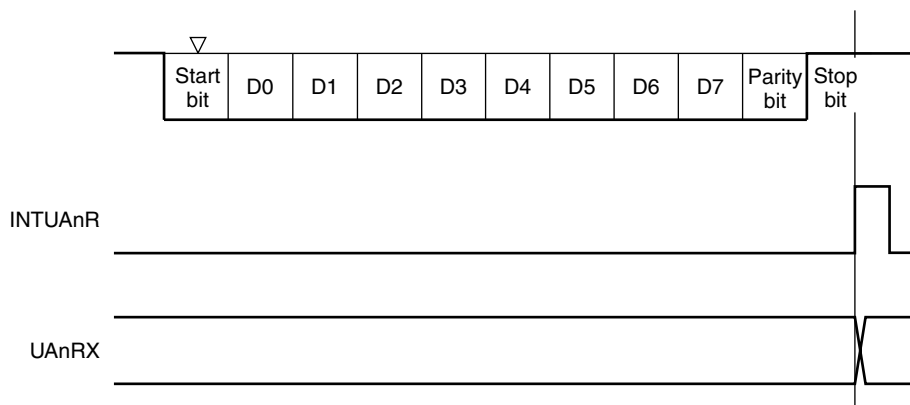 Start
bit
D0
D1
D2
D3
D4
D5
D6
D7
Parity
bit
Stop
bit
INTUAnR
UAnRX